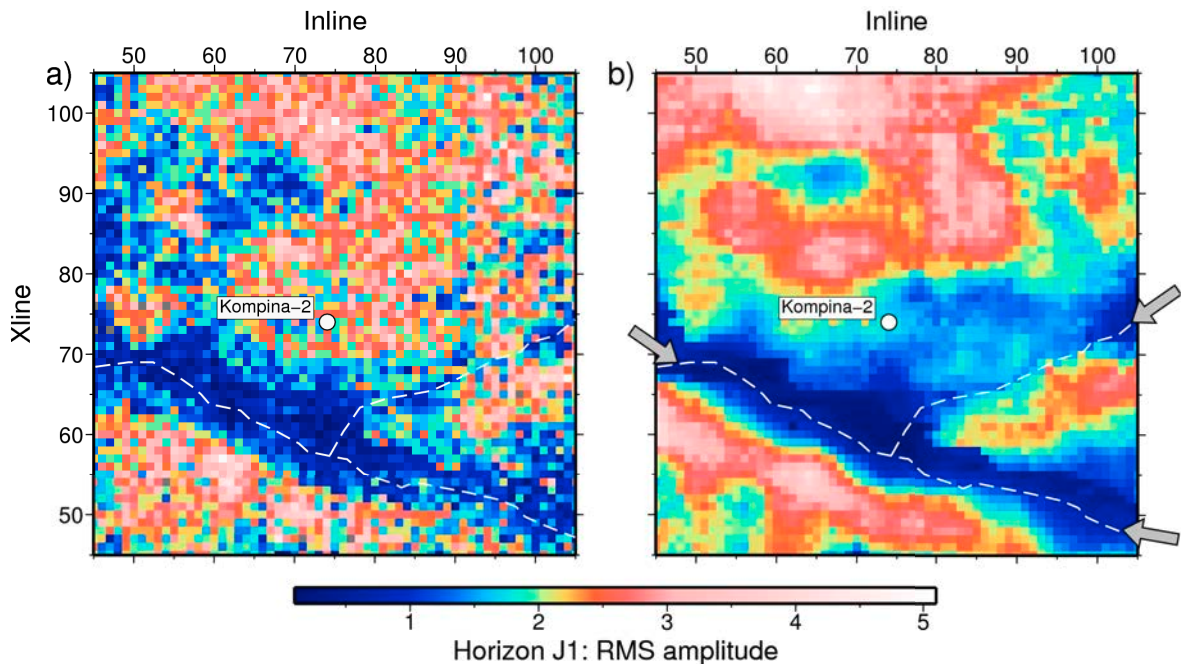 Inline
Inline
50 60 70 80 90 100
50 60 70 80 90 100
a)
b)
100
90
80
Kompina-2
Kompina-2
Xline
70
60
50
1 2 3 4 5
Horizon J1: RMS amplitude